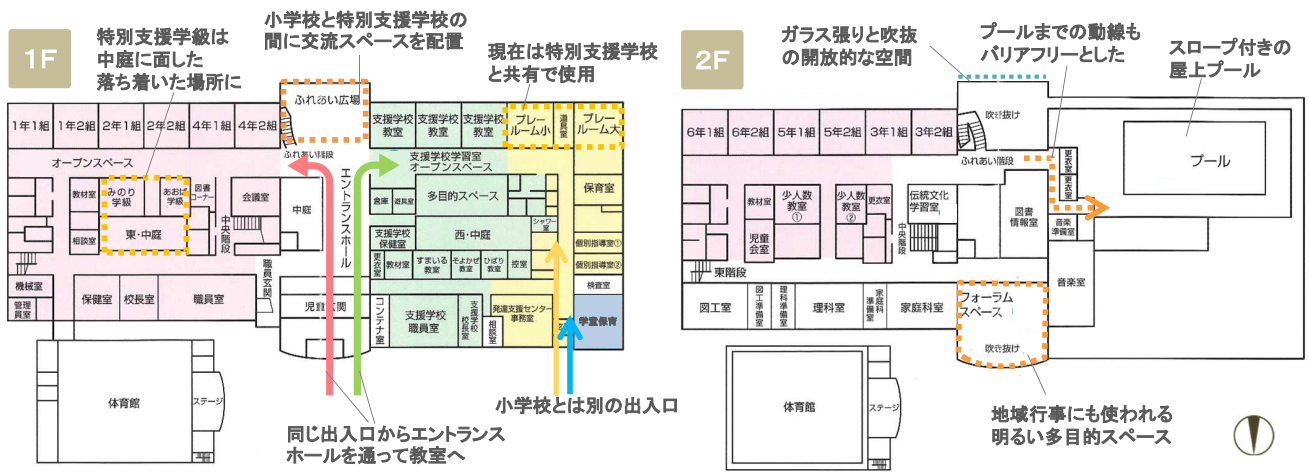 1F
特別支援学級は
中庭に面した
落ち着いた場所に
小学校と特別支援学校の
間に交流スペースを配置
現在は特別支援学校
と共有で使用
ふれあい広場
1年1組
1年2組
2年1組
2年2組
4年1組
4年2組
支援学校
教室
支援学校
教室
支援学校
教室
プレー
ルーム小
道具室
プレー
ルーム大
オープンスペース
ふれあい階段
支援学校学習室
オープンスペース
教材室
みのり
学級
あおば
学級
図書
コーナー
会議室
中庭
エントランスホール
倉庫
遊具室
多目的スペース
保育室
シャワー
室
相談室
東・中庭
中央階段
支援学校
保健室
西・中庭
個別指導室①
更衣室
教材室
すまいる
教室
そよかぜ
教室
ひばり
教室
控室
個別指導室②
職員玄関
検査室
機械室
管理
員室
保健室
校長室
職員室
児童玄関
コンテナ室
支援学校
職員室
支援学校
校長室
相談室
発達支援センター
事務室
学童保育
体育館
ステージ
小学校とは別の出入口
同じ出入口からエントランス
ホールを通って教室へ
2F
ガラス張りと吹抜
の開放的な空間
プールまでの動線も
バリアフリーとした
スロープ付きの
屋上プール
吹き抜け
6年1組
6年2組
5年1組
5年2組
3年1組
3年2組
ふれあい階段
更衣室
更衣室
プール
教材室
少人数
教室
①
少人数
教室
②
更衣室
伝統文化
学習室
図書
情報室
児童
会室
中央階段
音楽
準備室
東階段
音楽室
図工室
図工準備室
理科準備室
理科室
家庭科
準備室
家庭科室
フォーラム
スペース
吹き抜け
体育館
ステージ
地域行事にも使われる
明るい多目的スペース